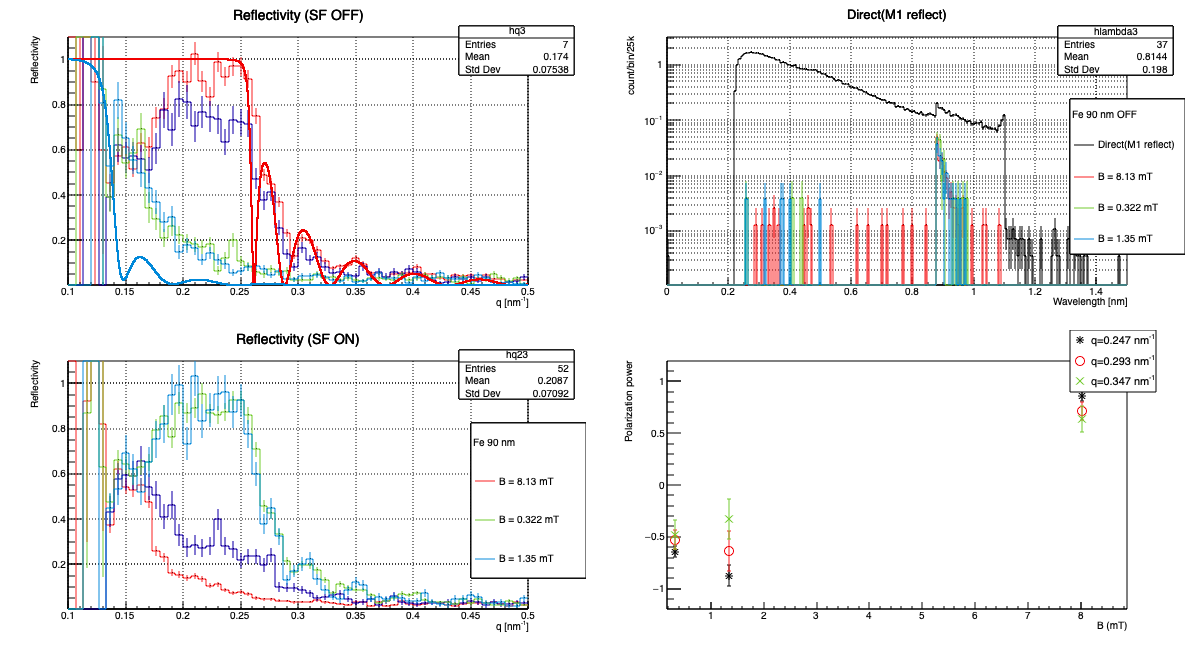 Reflectivity (SF OFF)
hq3
Entries 7
Mean 0.174
Std Dev 0.07538
Reflectivity
1
0.8
0.6
0.4
0.2
0.1 0.15 0.2 0.25 0.3 0.35 0.4 0.45 0.5
q [nm⁻¹]
Direct(M1 reflect)
hlambda3
Entries 37
Mean 0.8144
Std Dev 0.198
count/bin/25k
1
10⁻¹
10⁻²
10⁻³
0 0.2 0.4 0.6 0.8 1 1.2 1.4
Wavelength [nm]
Fe 90 nm OFF
Direct(M1 reflect)
B = 8.13 mT
B = 0.322 mT
B = 1.35 mT
Reflectivity (SF ON)
hq23
Entries 52
Mean 0.2087
Std Dev 0.07092
Reflectivity
1
0.8
0.6
0.4
0.2
0.1 0.15 0.2 0.25 0.3 0.35 0.4 0.45 0.5
q [nm⁻¹]
Fe 90 nm
B = 8.13 mT
B = 0.322 mT
B = 1.35 mT
q=0.247 nm⁻¹
q=0.293 nm⁻¹
q=0.347 nm⁻¹
Polarization power
1
0.5
0
−0.5
−1
1 2 3 4 5 6 7 8
B (mT)